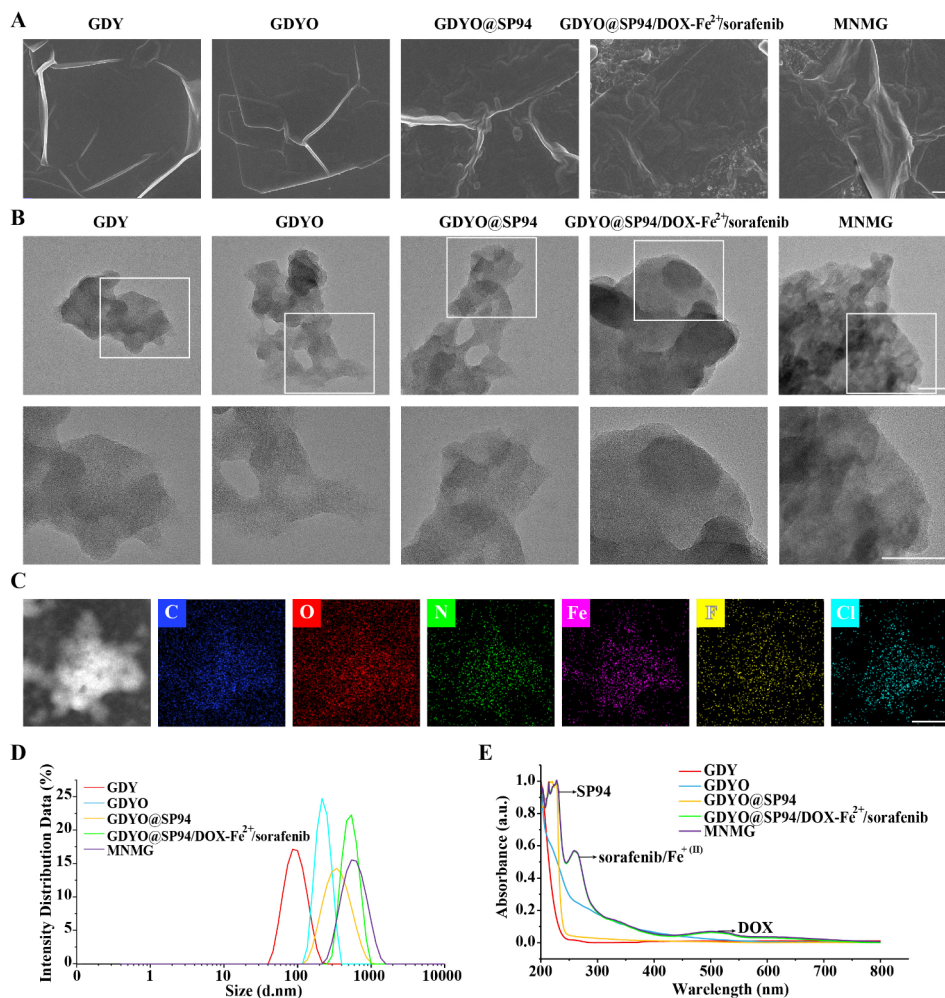 A
GDY GDYO GDYO@SP94 GDYO@SP94/DOX-Fe²⁺/sorafenib MNMG
B
GDY GDYO GDYO@SP94 GDYO@SP94/DOX-Fe²⁺/sorafenib MNMG
C
C O N Fe F Cl
D
Intensity Distribution Data (%)
25
20
15
10
5
0
GDY
GDYO
GDYO@SP94
GDYO@SP94/DOX-Fe²⁺/sorafenib
MNMG
1 10 100 1000 10000
Size (d.nm)
E
Absorbance (a.u.)
1.0
0.8
0.6
0.4
0.2
0.0
SP94
sorafenib/Fe⁺⁽ᴵᴵ⁾
DOX
GDY
GDYO
GDYO@SP94
GDYO@SP94/DOX-Fe²⁺/sorafenib
MNMG
200 300 400 500 600 700 800
Warelength (nm)